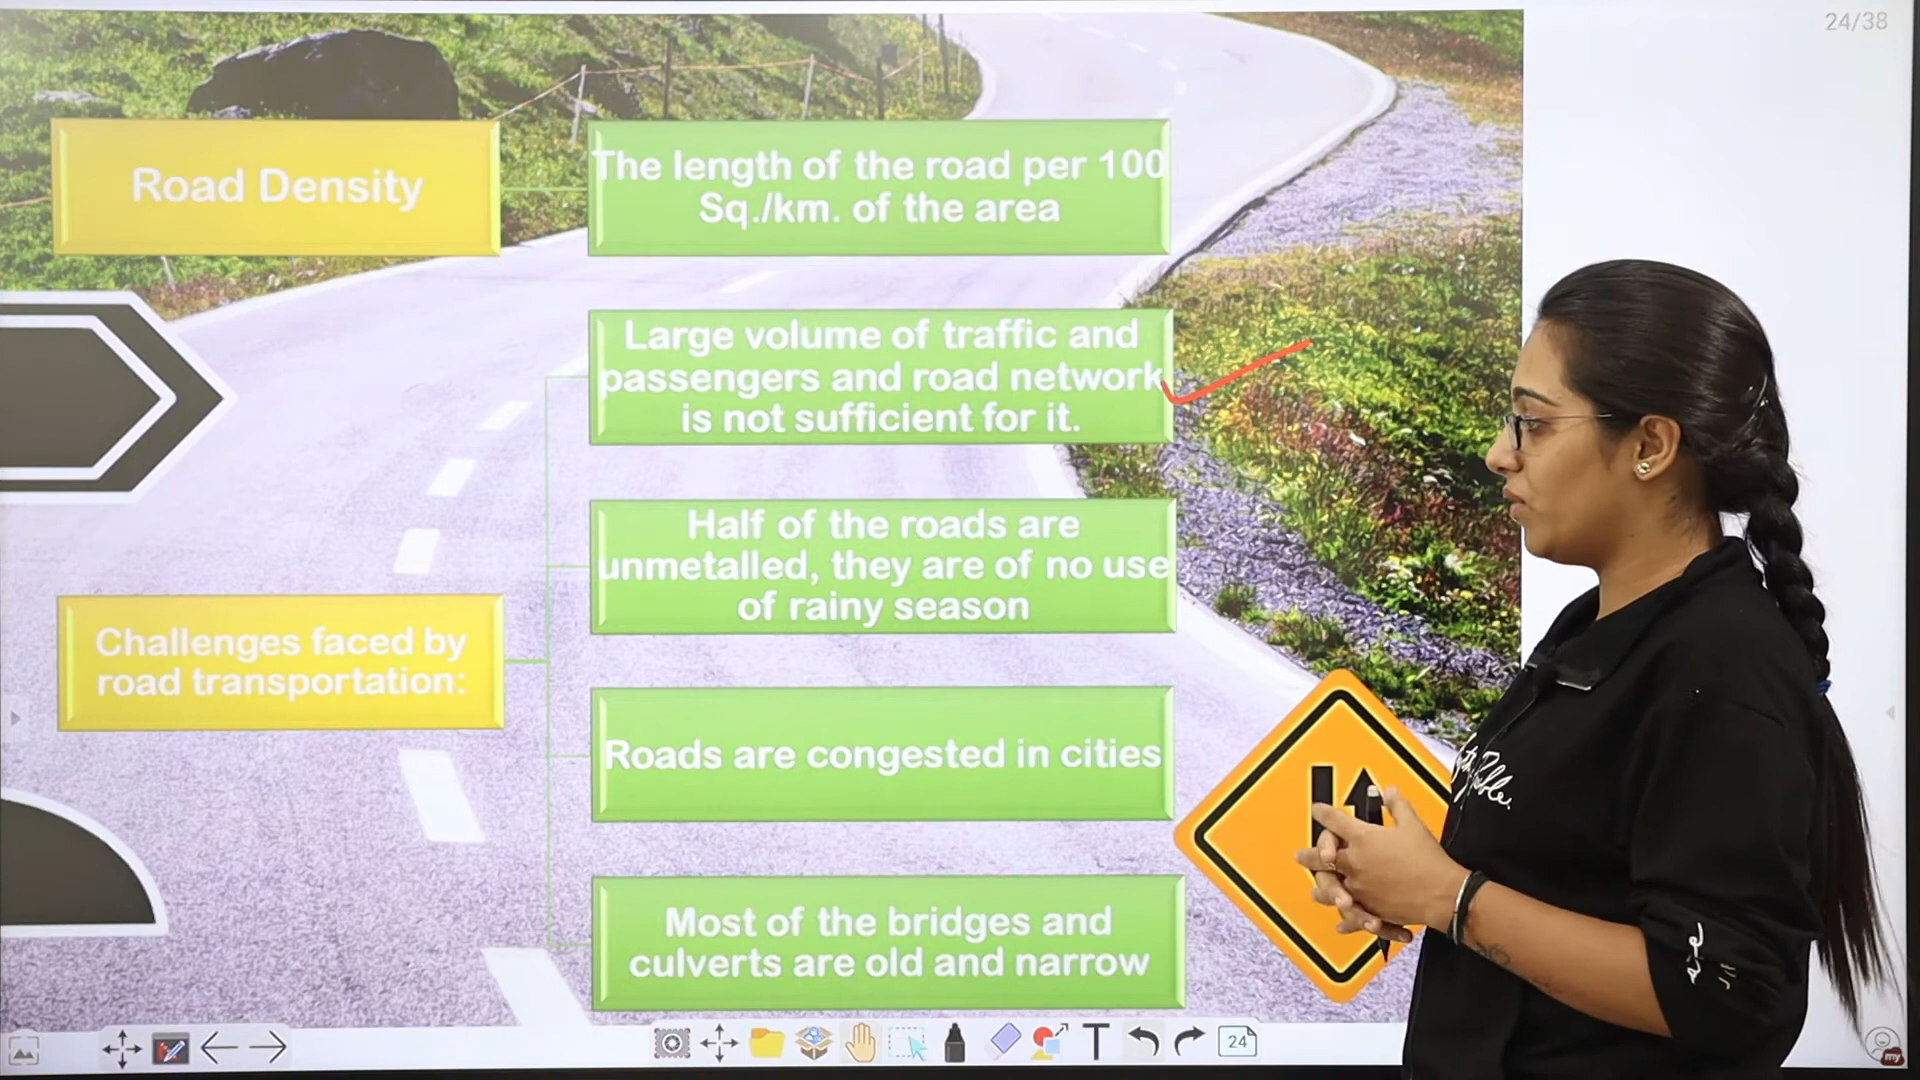 24/38
Road Density
The length of the road per 100
Sq./km. of the area
Large volume of traffic and
passengers and road network
is not sufficient for it.
Half of the roads are
unmetalled, they are of no use
of rainy season
Challenges faced by
road transportation:
Roads are congested in cities
Most of the bridges and
culverts are old and narrow
T
24
my